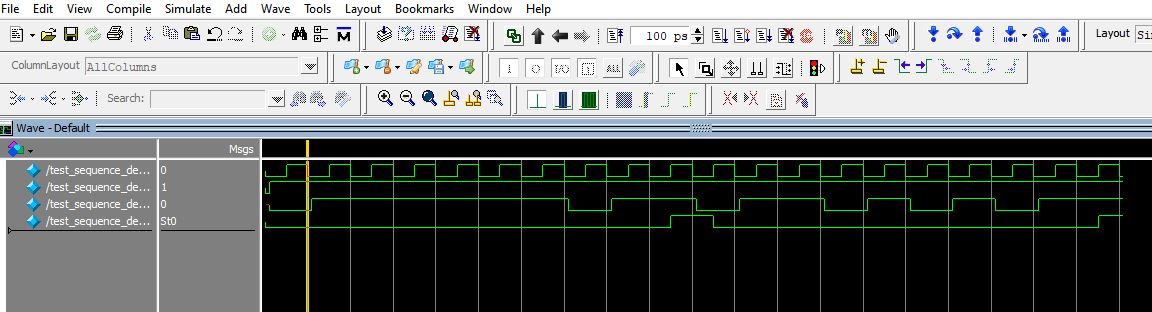 File Edit View Compile Simulate Add Wave Tools Layout Bookmarks Window Help
100 ps Layout
ColumnLayout AllColumns ALL
Search:
Wave - Default
Msgs
/test_sequence_de... 0
/test_sequence_de... 1
/test_sequence_de... 0
/test_sequence_de... St0